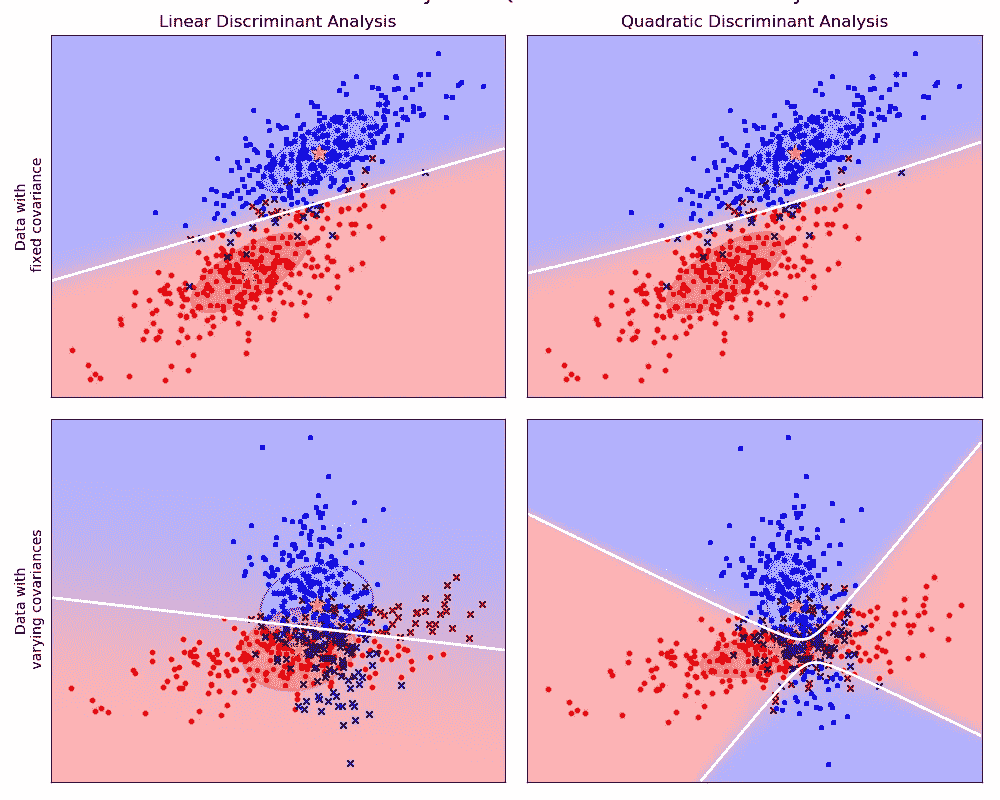 Linear Discriminant Analysis
Quadratic Discriminant Analysis
Data with
fixed covariance
Data with
varying covariances